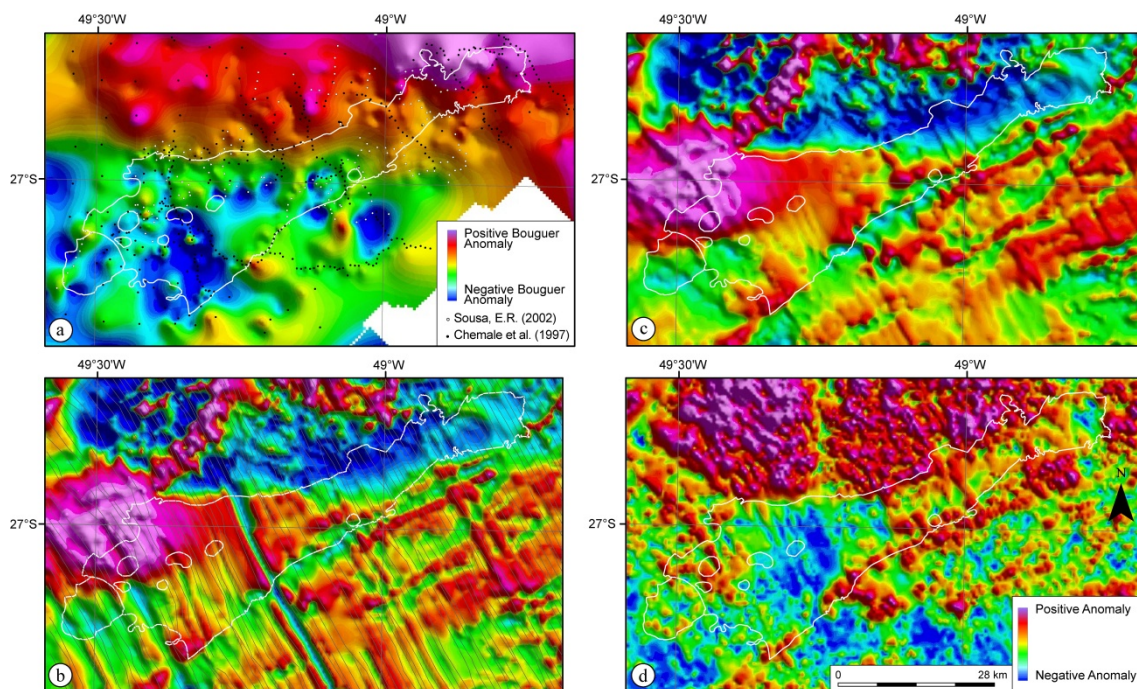 49°30'W
49°W
27°S
Positive Bouguer
Anomaly
Negative Bouguer
Anomaly
Sousa, E.R. (2002)
Chemale et al. (1997)
a
49°30'W
49°W
27°S
c
49°30'W
49°W
27°S
b
49°30'W
49°W
27°S
N
Positive Anomaly
Negative Anomaly
0
28 km
d